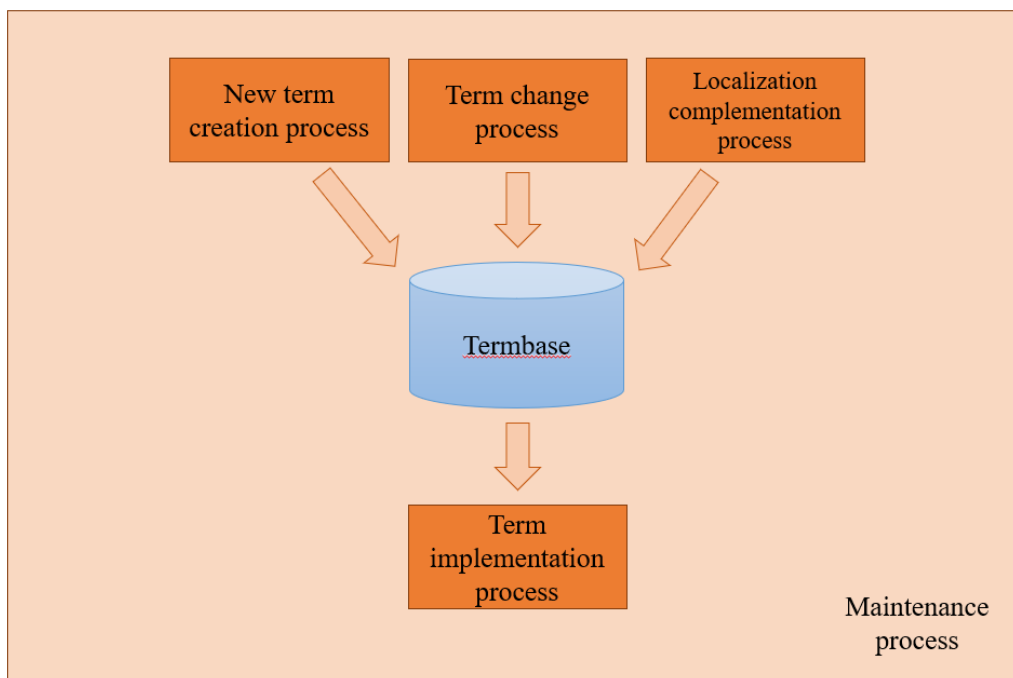 New term
creation process
Term change
process
Localization
complementation
process
Termbase
Term
implementation
process
Maintenance
process